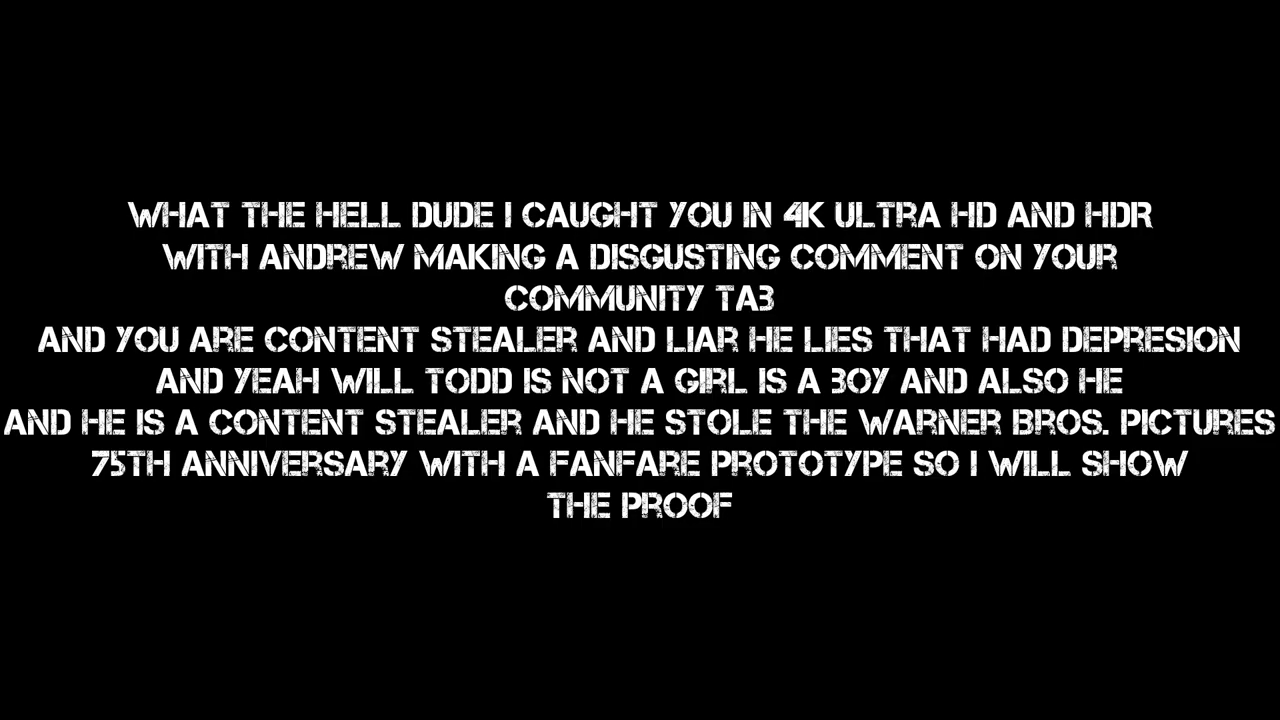 WHAT THE HELL DUDE I CAUGHT YOU IN 4K ULTRA HD AND HDR
WITH ANDREW MAKING A DISGUSTING COMMENT ON YOUR
COMMUNITY TAB
AND YOU ARE CONTENT STEALER AND LIAR HE LIES THAT HAD DEPRESION
AND YEAH WILL TODD IS NOT A GIRL IS A BOY AND ALSO HE
AND HE IS A CONTENT STEALER AND HE STOLE THE WARNER BROS. PICTURES
75TH ANNIVERSARY WITH A FANFARE PROTOTYPE SO I WILL SHOW
THE PROOF